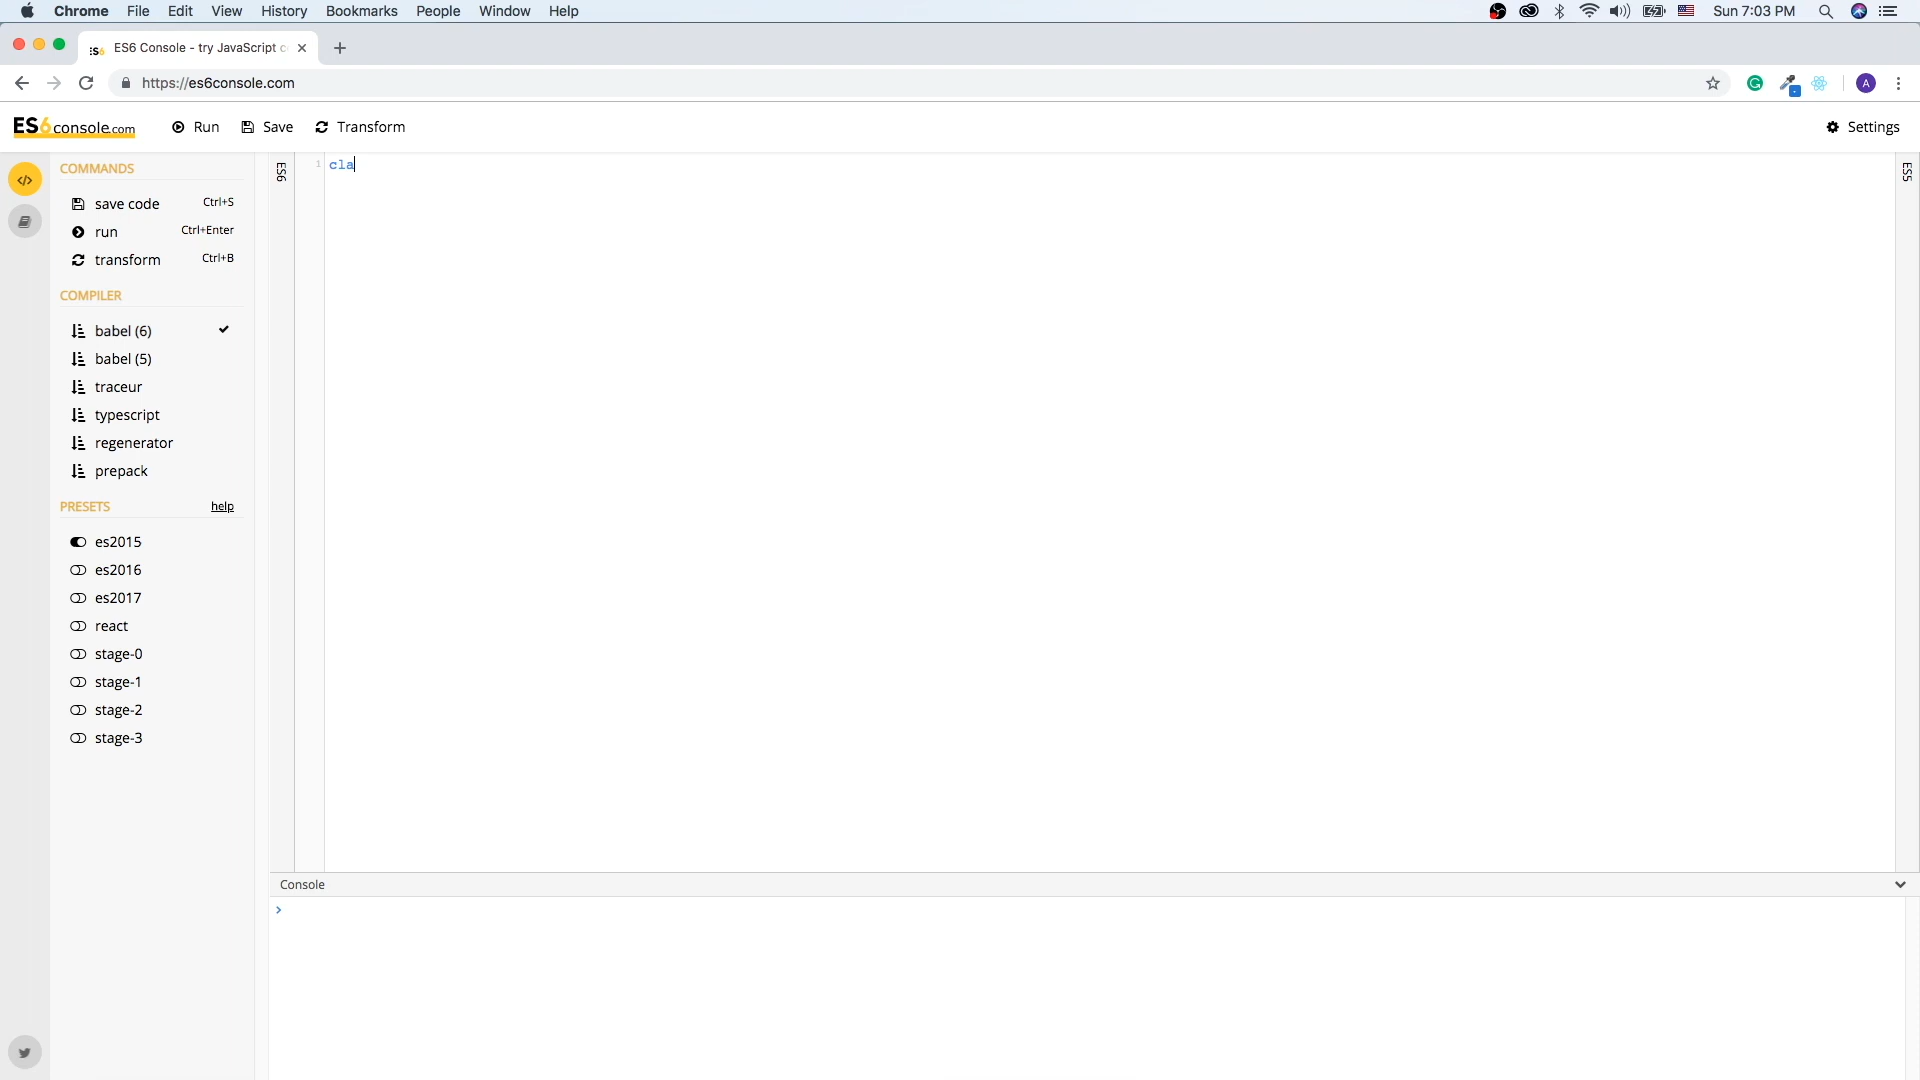 Chrome File Edit View History Bookmarks People Window Help Sun 7:03 PM
ES6 ES6 Console - try JavaScript c
https://es6console.com A
ES6console.com Run Save Transform Settings
COMMANDS
save code Ctrl+S
run Ctrl+Enter
transform Ctrl+B
COMPILER
babel (6)
babel (5)
traceur
typescript
regenerator
prepack
PRESETS help
es2015
es2016
es2017
react
stage-0
stage-1
stage-2
stage-3
ES6
1 cla
ES5
Console
>